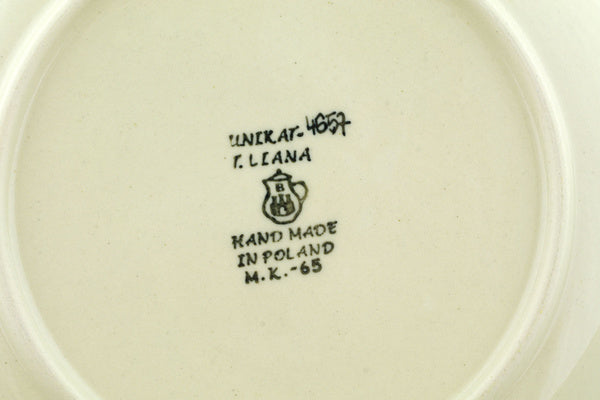 UNIKAT-4657
T. LIANA
B
HAND MADE
IN POLAND
M.K.-65